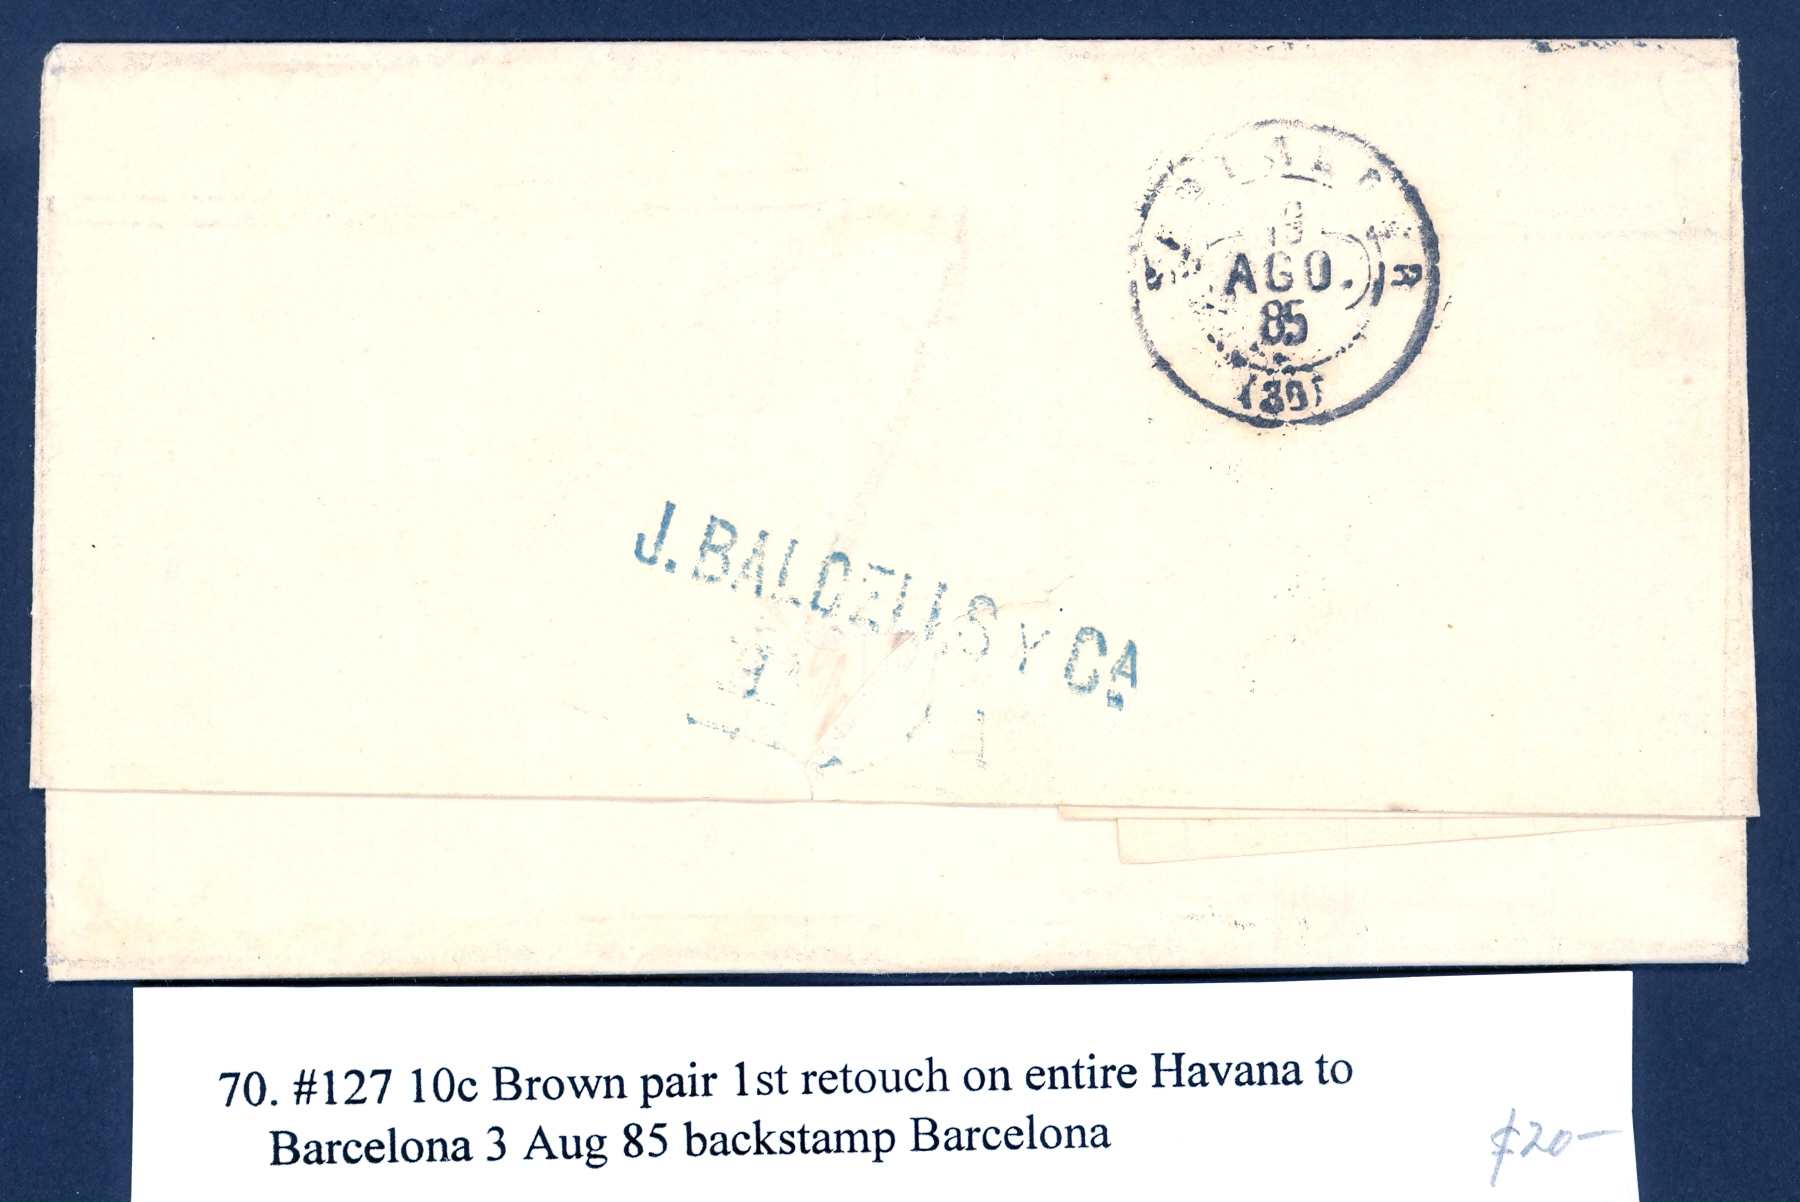 AGO.
85
J. BALCELLS Y CA
70. #127 10c Brown pair 1st retouch on entire Havana to
Barcelona 3 Aug 85 backstamp Barcelona
$20-